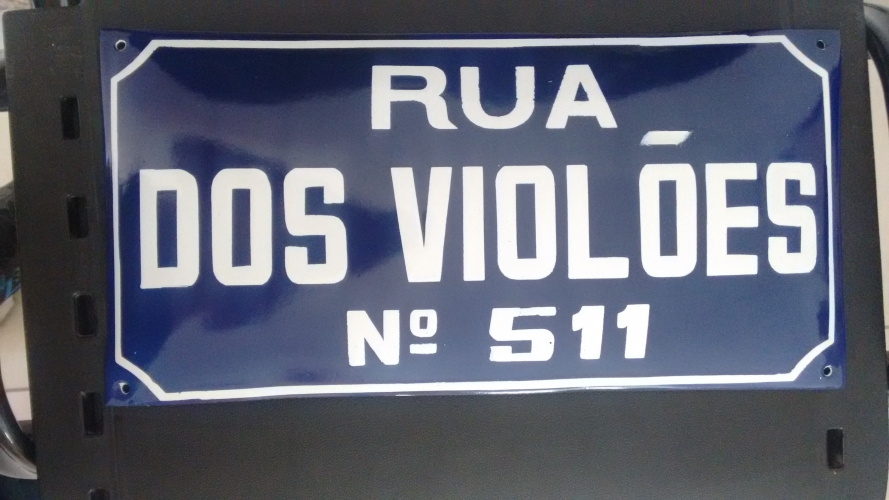 RUA
DOS VIOLÕES
Nº 511